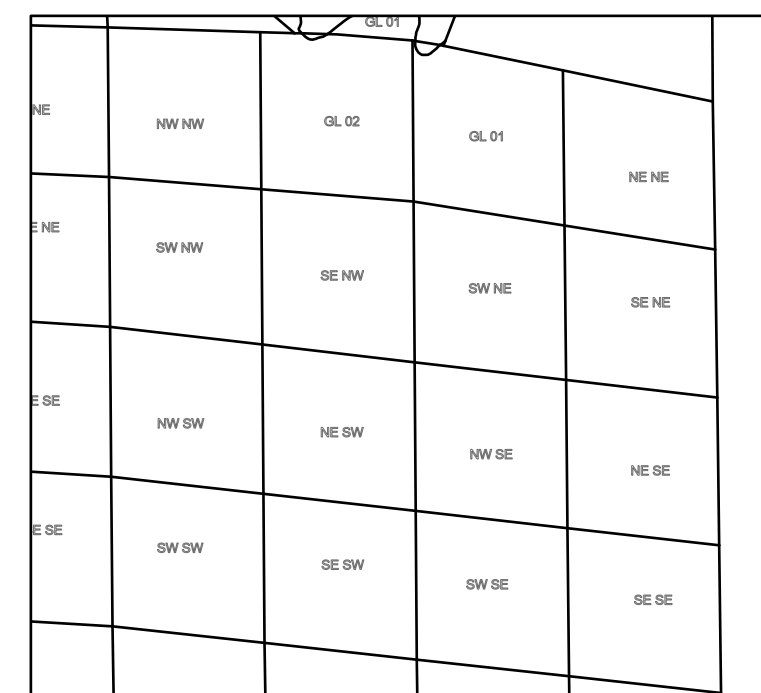 GL 01
NE
NW NW
GL 02
GL 01
NE NE
E NE
SW NW
SE NW
SW NE
SE NE
E SE
NW SW
NE SW
NW SE
NE SE
E SE
SW SW
SE SW
SW SE
SE SE